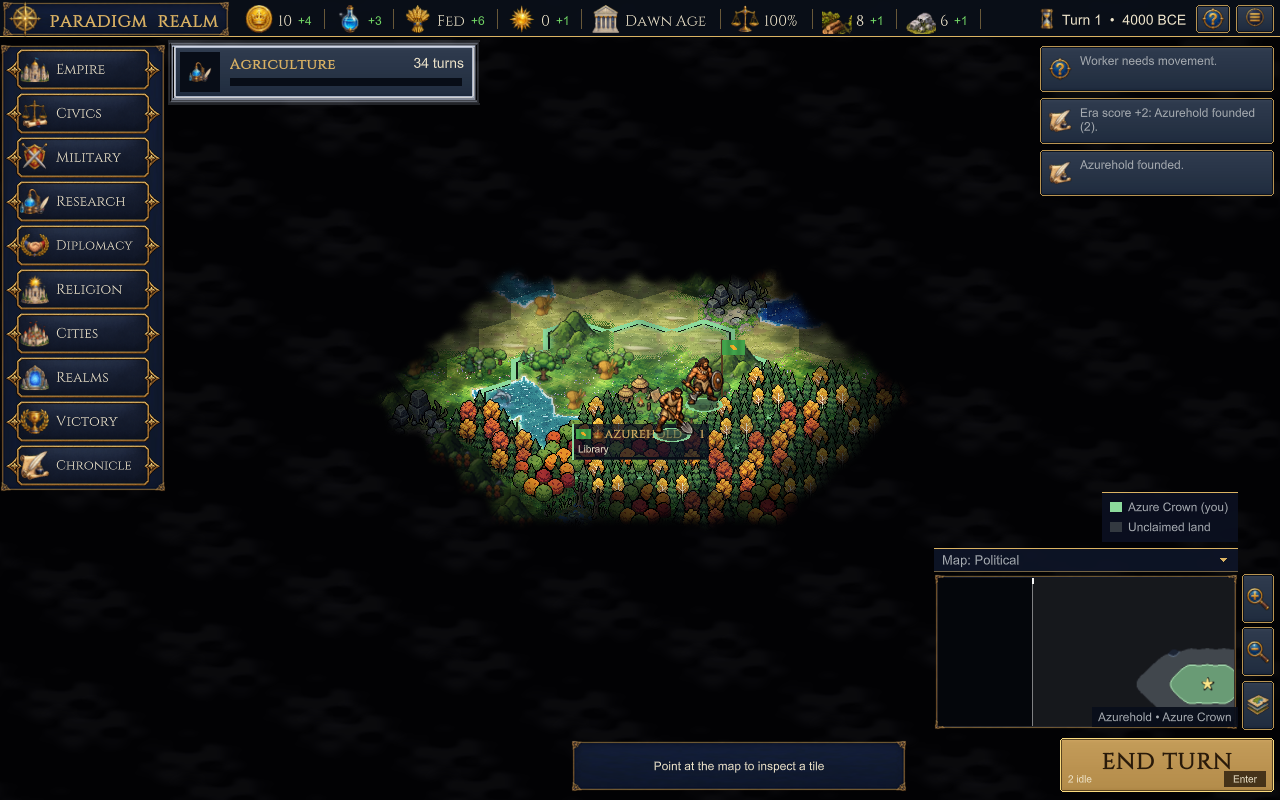 PARADIGM REALM
10 +4
+3
FED +6
0 +1
DAWN AGE
100%
8 +1
6 +1
Turn 1 • 4000 BCE
EMPIRE
CIVICS
MILITARY
RESEARCH
DIPLOMACY
RELIGION
CITIES
REALMS
VICTORY
CHRONICLE
AGRICULTURE
34 turns
Worker needs movement.
Era score +2: Azurehold founded
(2).
Azurehold founded.
AZUREHOLD 1
Library
Azure Crown (you)
Unclaimed land
Map: Political
Azurehold • Azure Crown
Point at the map to inspect a tile
END TURN
2 idle
Enter